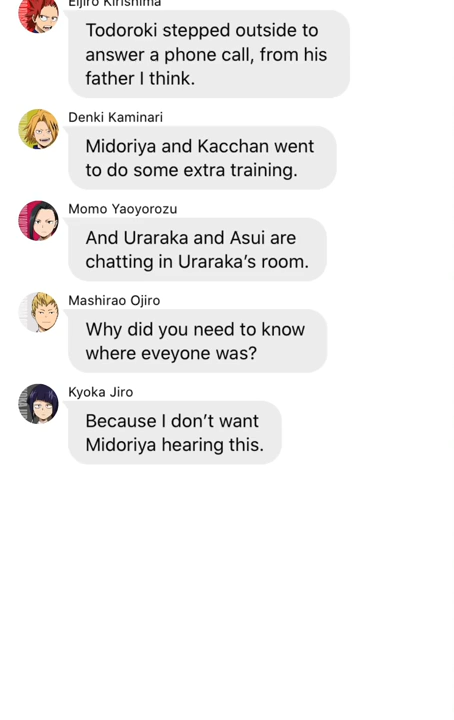 Eijiro Kirishima
Todoroki stepped outside to
answer a phone call, from his
father I think.
Denki Kaminari
Midoriya and Kacchan went
to do some extra training.
Momo Yaoyorozu
And Uraraka and Asui are
chatting in Uraraka’s room.
Mashirao Ojiro
Why did you need to know
where eveyone was?
Kyoka Jiro
Because I don’t want
Midoriya hearing this.